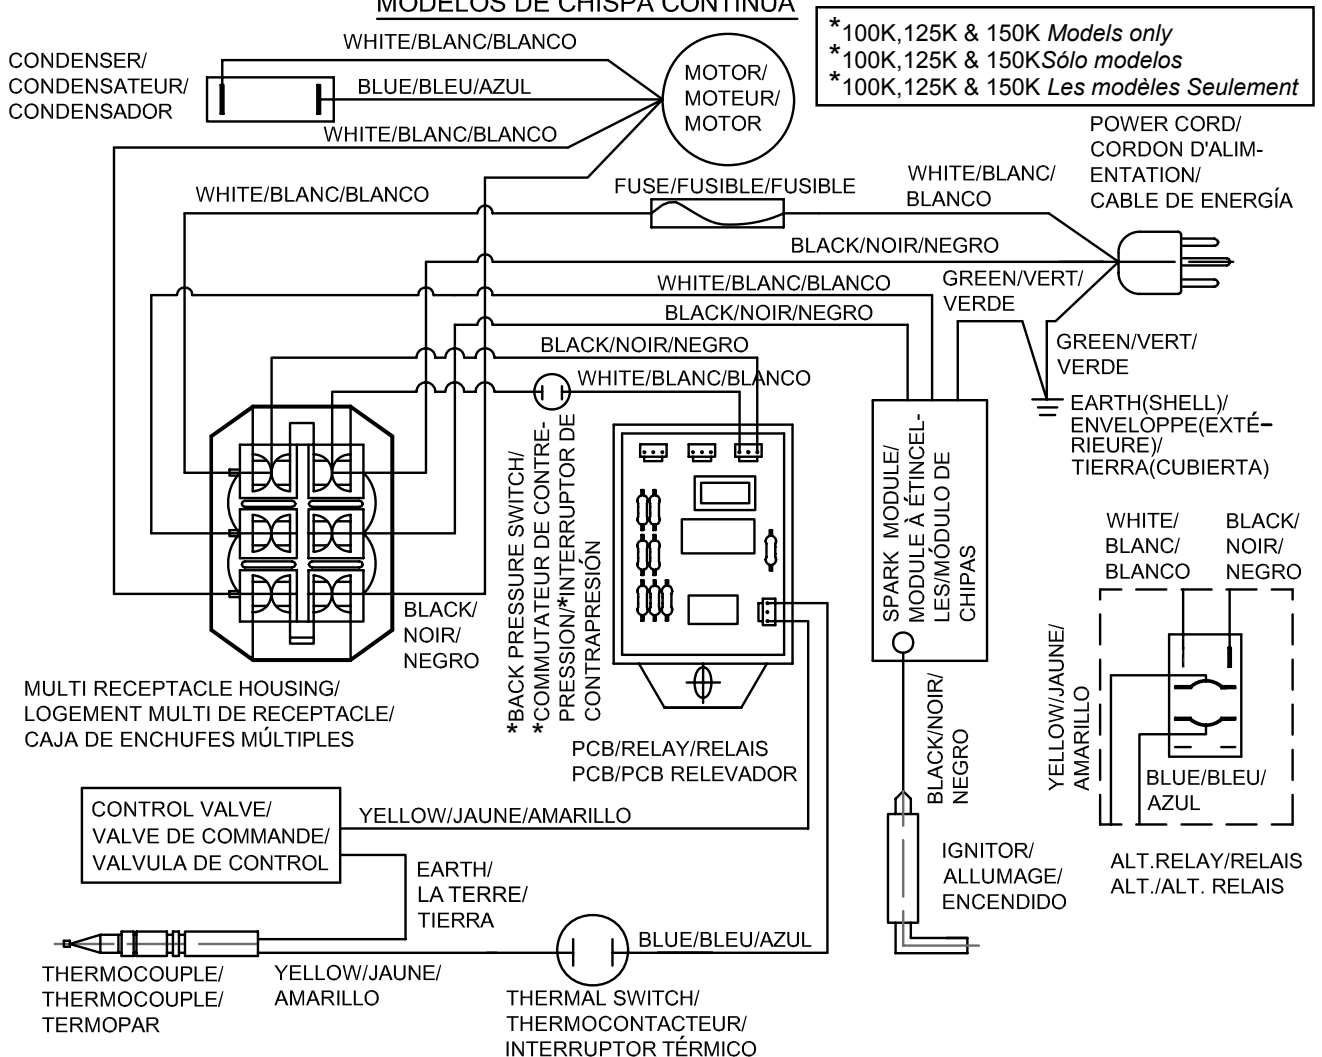 MODELOS DE CHISPA CONTINUA
*100K,125K & 150K Models only
*100K,125K & 150KSólo modelos
*100K,125K & 150K Les modèles Seulement
CONDENSER/
CONDENSATEUR/
CONDENSADOR
WHITE/BLANC/BLANCO
BLUE/BLEU/AZUL
WHITE/BLANC/BLANCO
MOTOR/
MOTEUR/
MOTOR
POWER CORD/
CORDON D'ALIM-
ENTATION/
CABLE DE ENERGÍA
WHITE/BLANC/BLANCO
FUSE/FUSIBLE/FUSIBLE
WHITE/BLANC/
BLANCO
BLACK/NOIR/NEGRO
WHITE/BLANC/BLANCO
GREEN/VERT/
VERDE
BLACK/NOIR/NEGRO
BLACK/NOIR/NEGRO
GREEN/VERT/
VERDE
WHITE/BLANC/BLANCO
EARTH(SHELL)/
ENVELOPPE(EXTÉ-
RIEURE)/
TIERRA(CUBIERTA)
*BACK PRESSURE SWITCH/
*COMMUTATEUR DE CONTRE-
PRESSION/*INTERRUPTOR DE
CONTRAPRESIÓN
SPARK MODULE/
MODULE À ÉTINCEL-
LES/MÓDULO DE
CHIPAS
WHITE/
BLANC/
BLANCO
BLACK/
NOIR/
NEGRO
BLACK/
NOIR/
NEGRO
MULTI RECEPTACLE HOUSING/
LOGEMENT MULTI DE RECEPTACLE/
CAJA DE ENCHUFES MÚLTIPLES
PCB/RELAY/RELAIS
PCB/PCB RELEVADOR
BLACK/NOIR/
NEGRO
YELLOW/JAUNE/
AMARILLO
BLUE/BLEU/
AZUL
ALT.RELAY/RELAIS
ALT./ALT. RELAIS
CONTROL VALVE/
VALVE DE COMMANDE/
VALVULA DE CONTROL
YELLOW/JAUNE/AMARILLO
EARTH/
LA TERRE/
TIERRA
IGNITOR/
ALLUMAGE/
ENCENDIDO
BLUE/BLEU/AZUL
THERMOCOUPLE/
THERMOCOUPLE/
TERMOPAR
YELLOW/JAUNE/
AMARILLO
THERMAL SWITCH/
THERMOCONTACTEUR/
INTERRUPTOR TÉRMICO